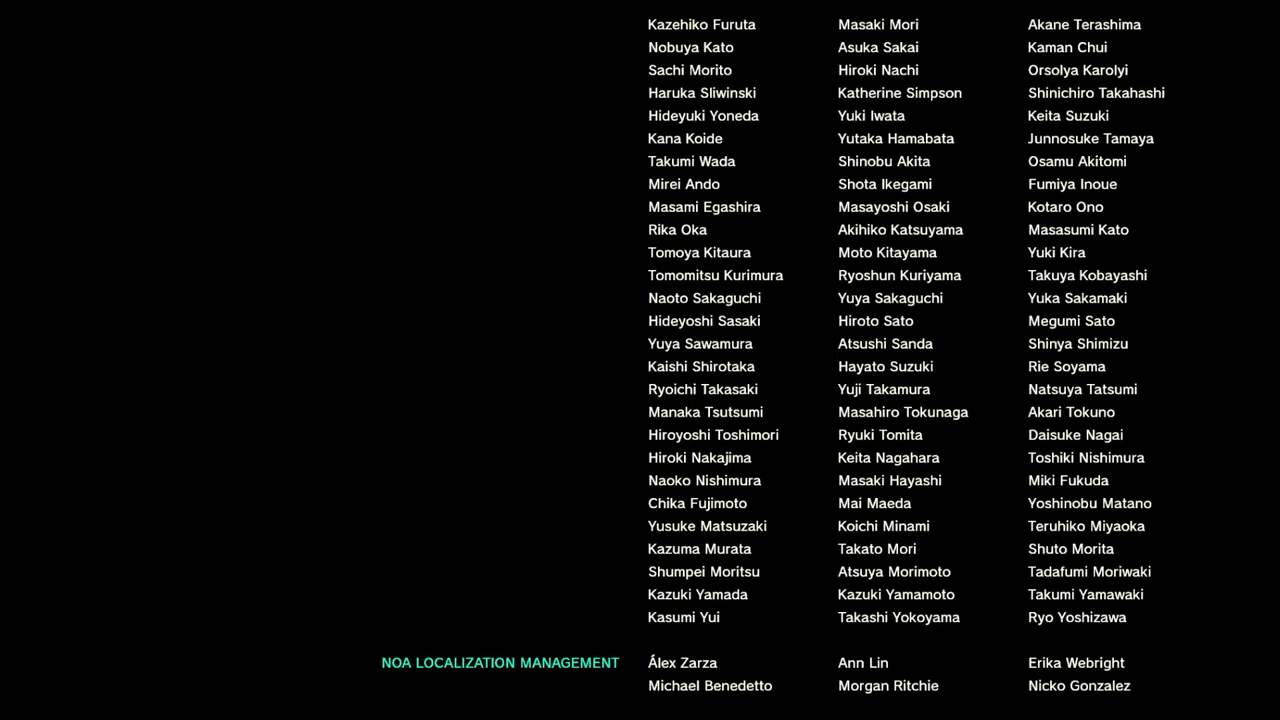 Kazehiko Furuta Masaki Mori Akane Terashima
Nobuya Kato Asuka Sakai Kaman Chui
Sachi Morito Hiroki Nachi Orsolya Karolyi
Haruka Sliwinski Katherine Simpson Shinichiro Takahashi
Hideyuki Yoneda Yuki Iwata Keita Suzuki
Kana Koide Yutaka Hamabata Junnosuke Tamaya
Takumi Wada Shinobu Akita Osamu Akitomi
Mirei Ando Shota Ikegami Fumiya Inoue
Masami Egashira Masayoshi Osaki Kotaro Ono
Rika Oka Akihiko Katsuyama Masasumi Kato
Tomoya Kitaura Moto Kitayama Yuki Kira
Tomomitsu Kurimura Ryoshun Kuriyama Takuya Kobayashi
Naoto Sakaguchi Yuya Sakaguchi Yuka Sakamaki
Hideyoshi Sasaki Hiroto Sato Megumi Sato
Yuya Sawamura Atsushi Sanda Shinya Shimizu
Kaishi Shirotaka Hayato Suzuki Rie Soyama
Ryoichi Takasaki Yuji Takamura Natsuya Tatsumi
Manaka Tsutsumi Masahiro Tokunaga Akari Tokuno
Hiroyoshi Toshimori Ryuki Tomita Daisuke Nagai
Hiroki Nakajima Keita Nagahara Toshiki Nishimura
Naoko Nishimura Masaki Hayashi Miki Fukuda
Chika Fujimoto Mai Maeda Yoshinobu Matano
Yusuke Matsuzaki Koichi Minami Teruhiko Miyaoka
Kazuma Murata Takato Mori Shuto Morita
Shumpei Moritsu Atsuya Morimoto Tadafumi Moriwaki
Kazuki Yamada Kazuki Yamamoto Takumi Yamawaki
Kasumi Yui Takashi Yokoyama Ryo Yoshizawa
NOA LOCALIZATION MANAGEMENT Álex Zarza Ann Lin Erika Webright
Michael Benedetto Morgan Ritchie Nicko Gonzalez